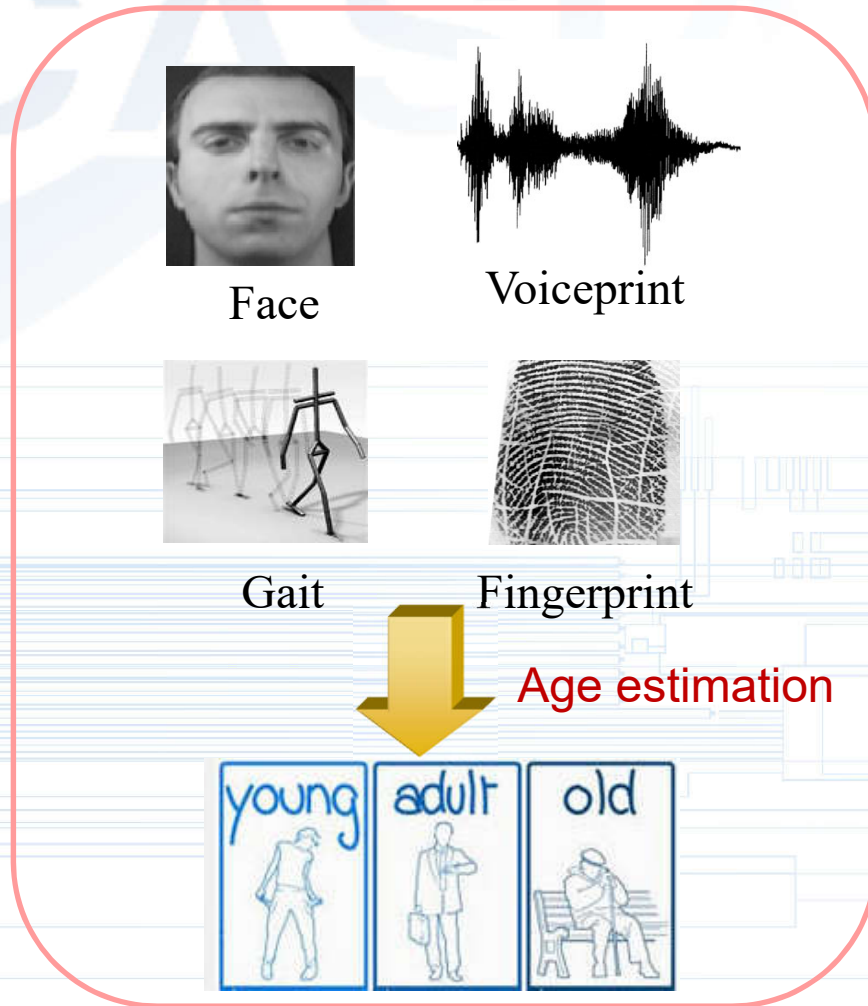 Face
Voiceprint
Gait
Fingerprint
Age estimation
young
adult
old